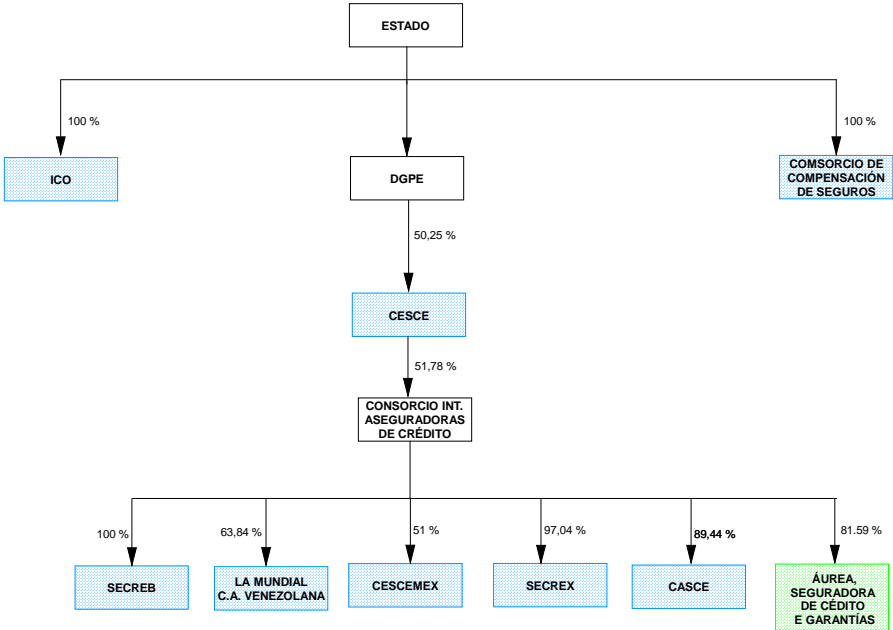 ESTADO
100 %
100 %
ICO
DGPE
COMSORCIO DE
COMPENSACIÓN
DE SEGUROS
50,25 %
CESCE
51,78 %
CONSORCIO INT.
ASEGURADORAS
DE CRÉDITO
100 %
63,84 %
51 %
97,04 %
89,44 %
81.59 %
SECREB
LA MUNDIAL
C.A. VENEZOLANA
CESCEMEX
SECREX
CASCE
ÁUREA,
SEGURADORA
DE CÉDITO
E GARANTÍAS